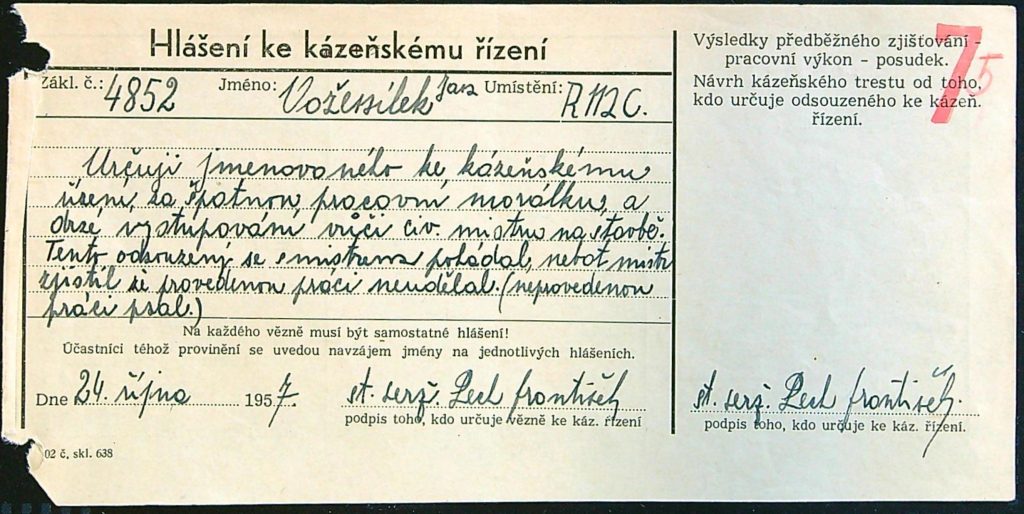 Hlášení ke kázeňskému řízení
Zákl. č.: 4852 Jméno: Vožessílek Jan Umístění: R112C.
Určuji jmenovaného ke kázeňskému
řízení, za špatnou pracovní morálku, a
drzé vystupování vůči civ. mistru na stavbě.
Tento odsouzený se s mistrem pohádal, neboť mistr
zjistil že provedenou práci neudělal. (neprovedenou
práci psal.)
Na každého vězně musí být samostatné hlášení!
Účastníci téhož provinění se uvedou navzájem jmény na jednotlivých hlášeních.
Dne 24. října 1957.
st. serž. Pech František
podpis toho, kdo určuje vězně ke káz. řízení
02 č. skl. 638
Výsledky předběžného zjišťování -
pracovní výkon - posudek.
Návrh kázeňského trestu od toho,
kdo určuje odsouzeného ke kázeň.
řízení.
7
5
st. serž. Pech František.
podpis toho, kdo určuje ke káz. řízení.